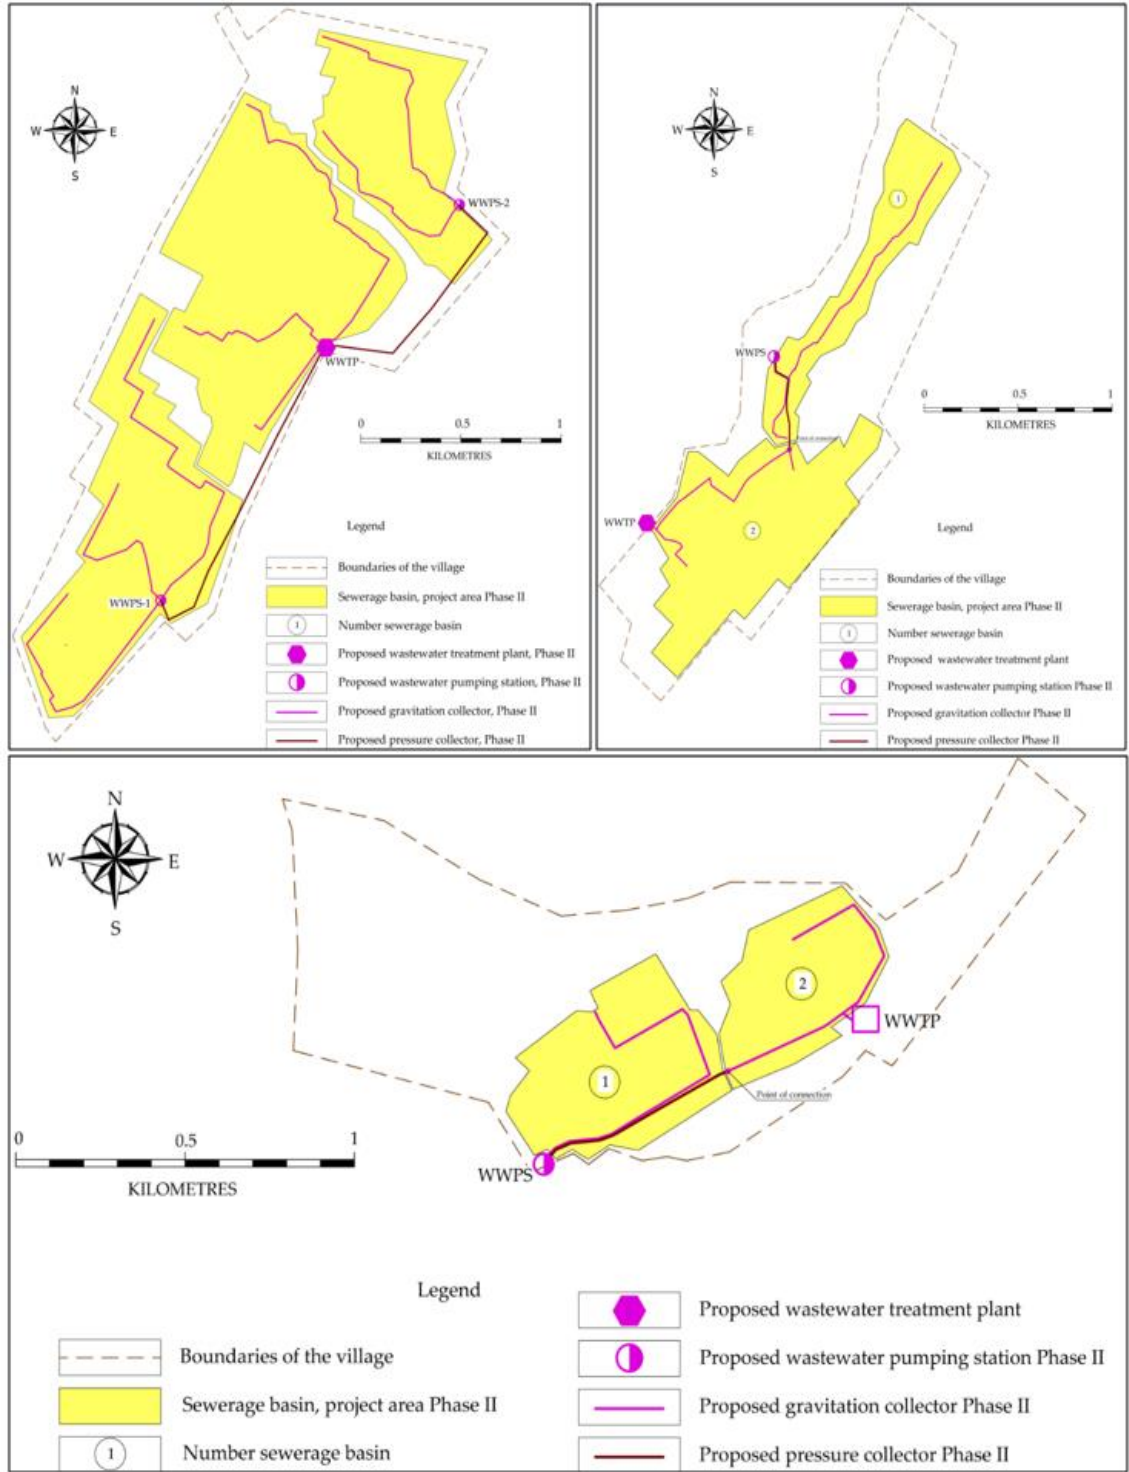 N
W E
S
WWPS-2
WWTP
0 0.5 1
KILOMETRES
WWPS-1
Legend
Boundaries of the village
Sewerage basin, project area Phase II
1 Number sewerage basin
Proposed wastewater treatment plant, Phase II
Proposed wastewater pumping station, Phase II
Proposed gravitation collector, Phase II
Proposed pressure collector, Phase II
N
W E
S
1
WWPS
0 1
KILOMETRES
Point of connection
WWTP
2
Legend
Boundaries of the village
Sewerage basin, project area Phase II
1 Number sewerage basin
Proposed wastewater treatment plant
Proposed wastewater pumping station Phase II
Proposed gravitation collector Phase II
Proposed pressure collector Phase II
N
W E
S
2
WWTP
1
Point of connection
0 0.5 1
KILOMETRES
WWPS
Legend
Boundaries of the village
Sewerage basin, project area Phase II
1 Number sewerage basin
Proposed wastewater treatment plant
Proposed wastewater pumping station Phase II
Proposed gravitation collector Phase II
Proposed pressure collector Phase II